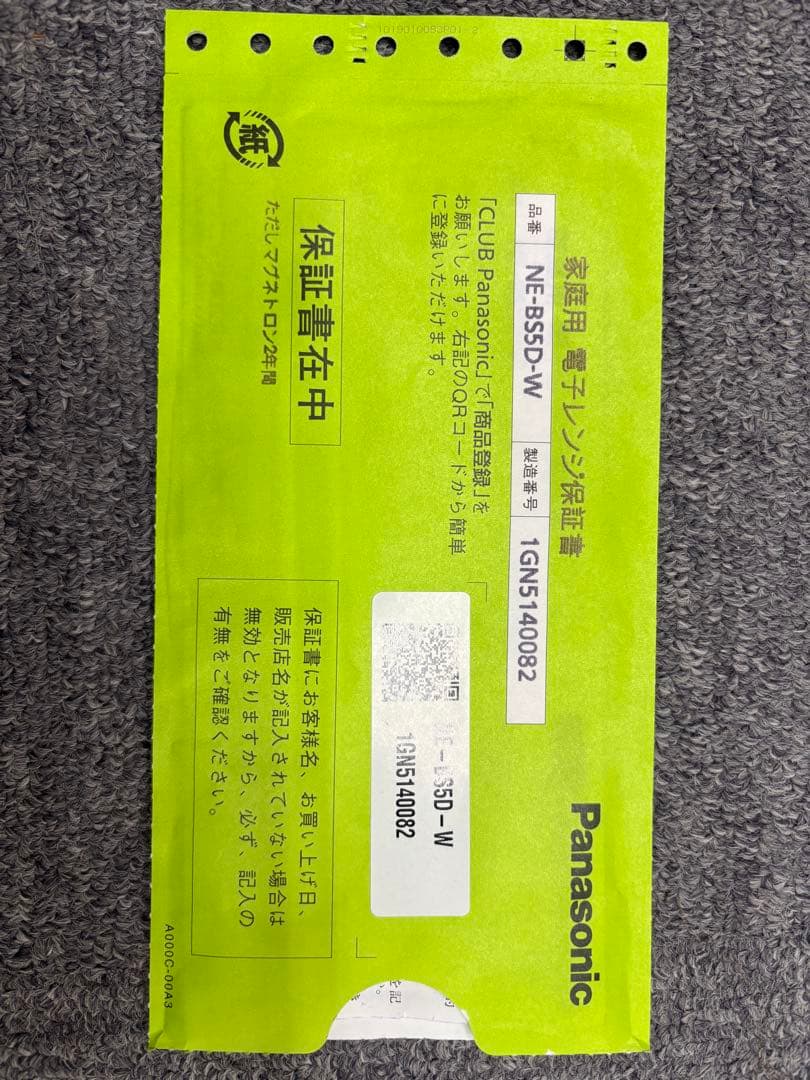 家庭用 電子レンジ保証書
Panasonic
品番 NE-BS5D-W 製造番号 1GN5140082
「CLUB Panasonic」で「商品登録」を
お願いします。右記のQRコードから簡単
に登録いただけます。
-BS5D-W
1GN5140082
保証書在中
ただしマグネトロン2年間
紙
保証書にお客様名、お買い上げ日、
販売店名が記入されていない場合は
無効となりますから、必ず、記入の
有無をご確認ください。
A000C-00A3